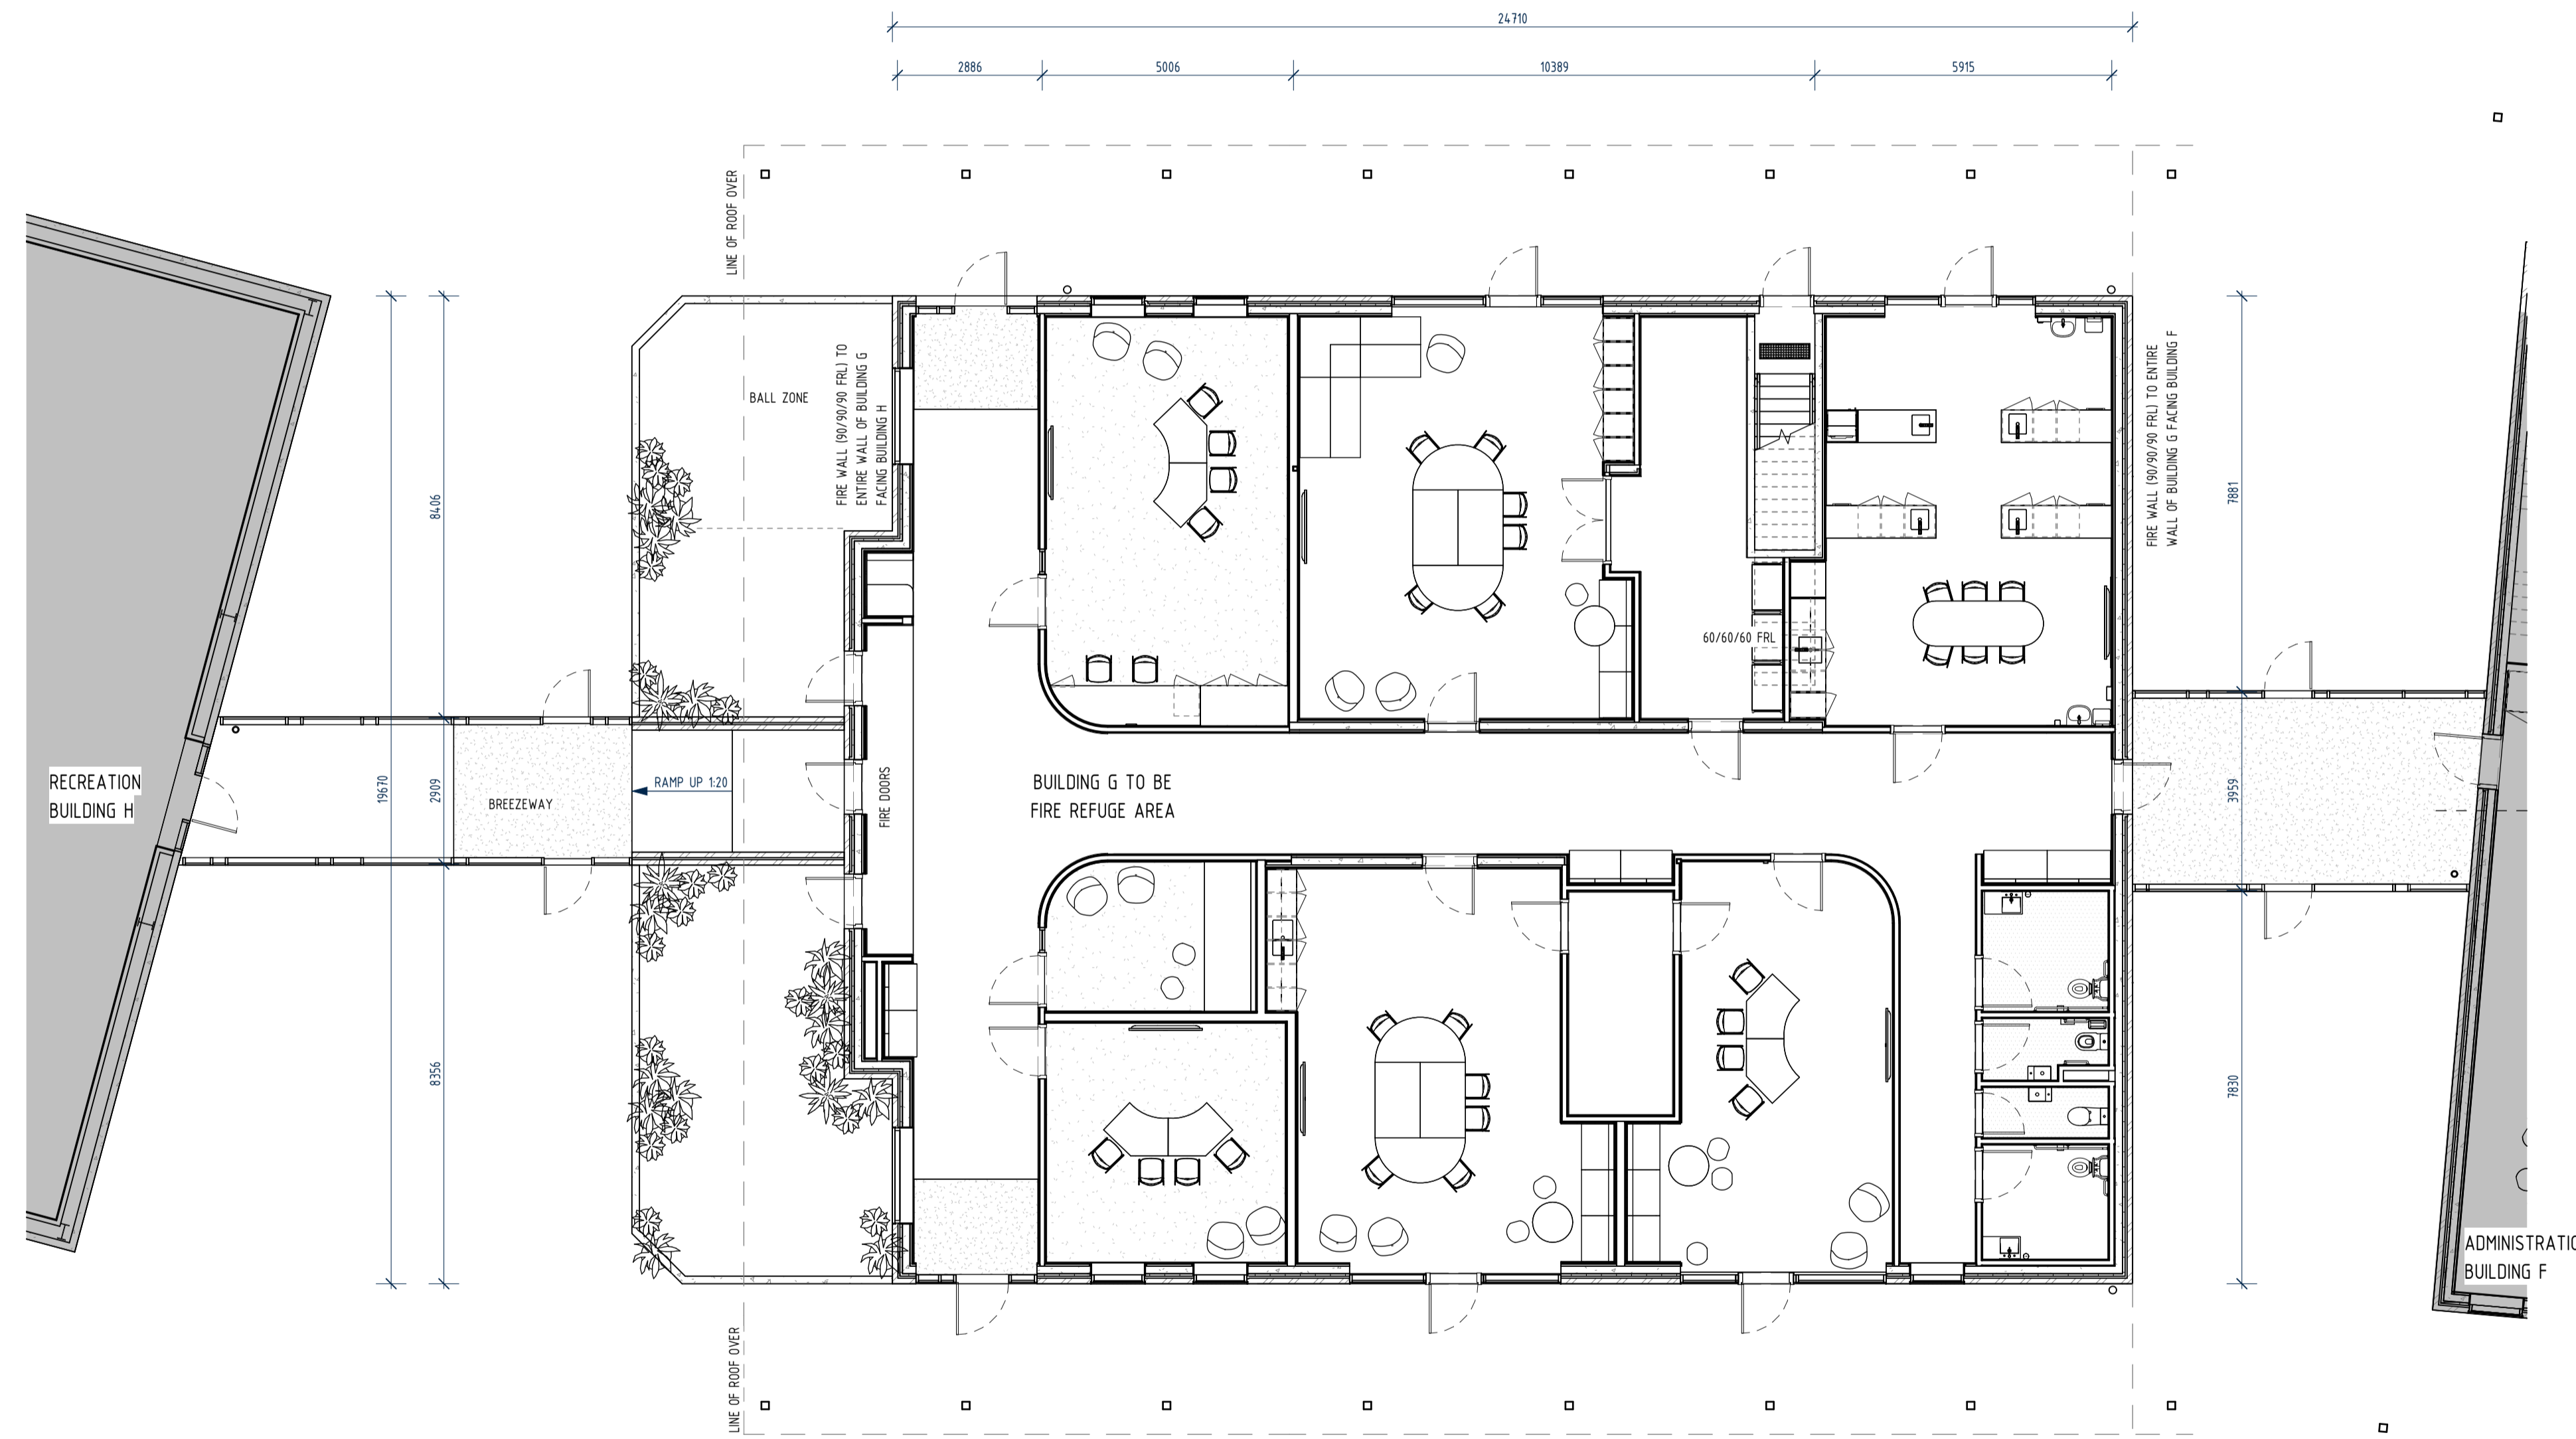 24710
2886
5006
10389
5915
LINE OF ROOF OVER
BALL ZONE
FIRE WALL (90/90/90 FRL) TO
ENTIRE WALL OF BUILDING G
FACING BUILDING H
FIRE WALL (90/90/90 FRL) TO ENTIRE
WALL OF BUILDING G FACING BUILDING F
8406
7881
60/60/60 FRL
RECREATION
BUILDING H
19670
2909
BREEZEWAY
RAMP UP 1:20
FIRE DOORS
BUILDING G TO BE
FIRE REFUGE AREA
3959
8356
7830
ADMINISTRATIO
BUILDING F
LINE OF ROOF OVER